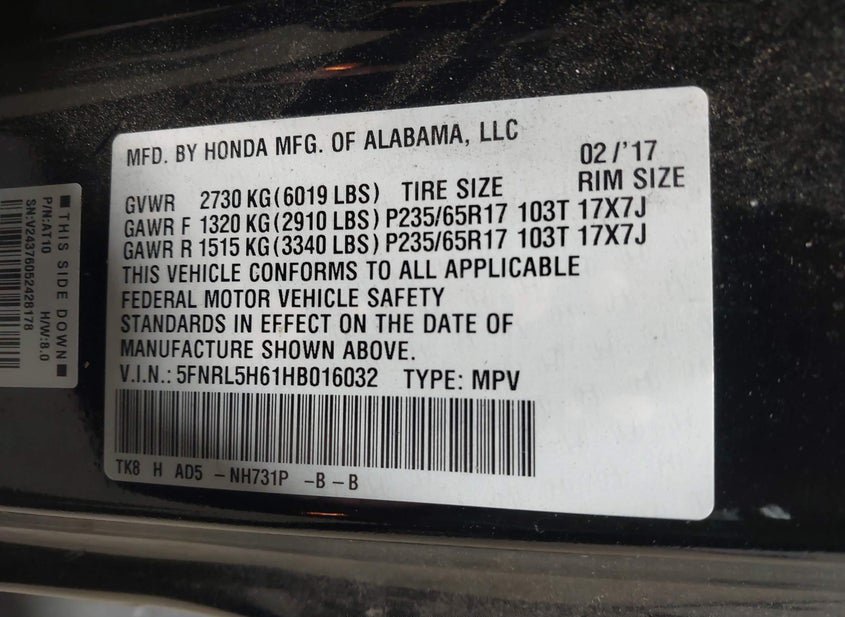 MFD. BY HONDA MFG. OF ALABAMA, LLC 02/'17
GVWR 2730 KG(6019 LBS) TIRE SIZE RIM SIZE
GAWR F 1320 KG(2910 LBS) P235/65R17 103T 17X7J
GAWR R 1515 KG(3340 LBS) P235/65R17 103T 17X7J
THIS VEHICLE CONFORMS TO ALL APPLICABLE
FEDERAL MOTOR VEHICLE SAFETY
STANDARDS IN EFFECT ON THE DATE OF
MANUFACTURE SHOWN ABOVE.
V.I.N.: 5FNRL5H61HB016032 TYPE: MPV
TK8 H AD5 - NH731P -B-B
THIS SIDE DOWN
P/N:AT10 H/W:8.0
SN:V24376052428178